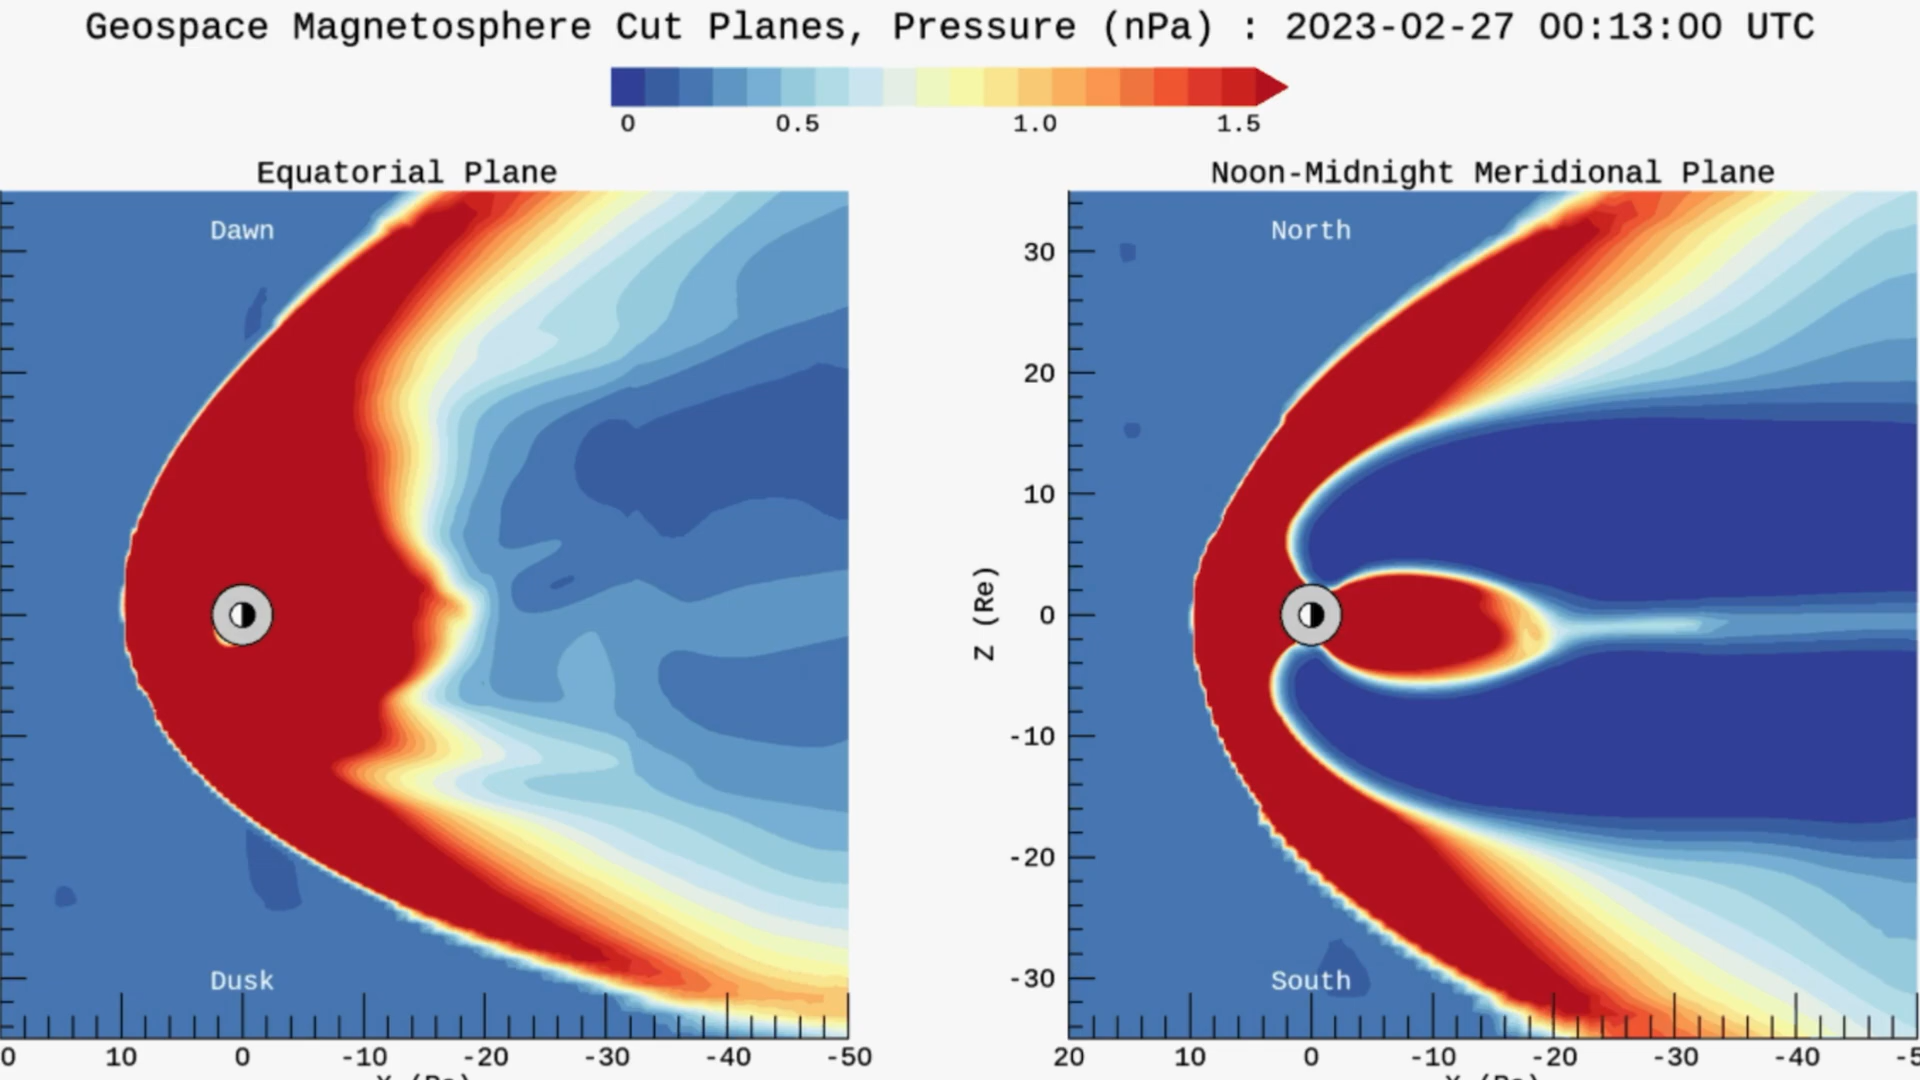 Geospace Magnetosphere Cut Planes, Pressure (nPa) : 2023-02-27 00:13:00 UTC
0 0.5 1.0 1.5
Equatorial Plane
Dawn
Dusk
0 10 0 -10 -20 -30 -40 -50
Noon-Midnight Meridional Plane
North
30
20
10
Z (Re)
0
-10
-20
-30
South
20 10 0 -10 -20 -30 -40 -5